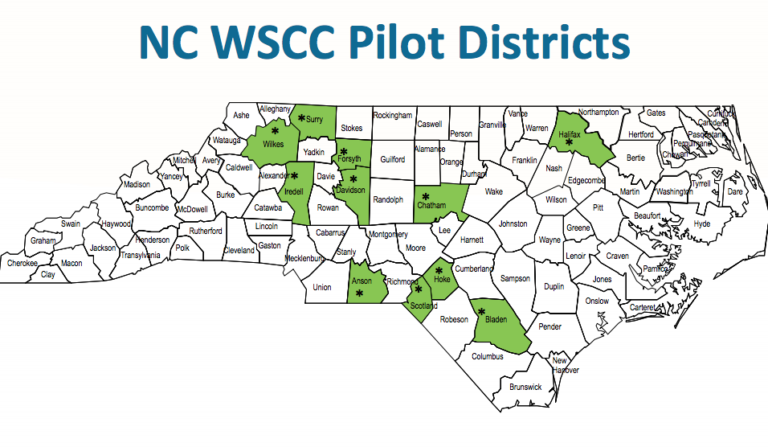 NC WSCC Pilot Districts
Alleghany
Ashe
Surry
Stokes
Rockingham
Caswell
Person
Granville
Vance
Warren
Northampton
Gates
Camden
Halifax
Hertford
Pasquotank
Perquimans
Chowan
Watauga
Wilkes
Yadkin
Forsyth
Guilford
Alamance
Orange
Durham
Franklin
Nash
Bertie
Mitchel
Avery
Caldwell
Alexander
Iredell
Davie
Davidson
Randolph
Chatham
Wake
Edgecombe
Martin
Washington
Tyrrell
Dare
Madison
Yancey
Burke
Catawba
Rowan
Wilson
Pitt
Beaufort
Hyde
Buncombe
McDowell
Swain
Haywood
Rutherford
Lincoln
Cabarrus
Montgomery
Lee
Harnett
Johnston
Wayne
Greene
Graham
Jackson
Henderson
Transylvania
Polk
Cleveland
Gaston
Mecklenburg
Stanly
Moore
Lenoir
Craven
Pamlico
Cherokee
Macon
Clay
Union
Anson
Richmond
Hoke
Cumberland
Sampson
Duplin
Jones
Onslow
Carteret
Scotland
Robeson
Bladen
Pender
Columbus
New
Hanover
Brunswick